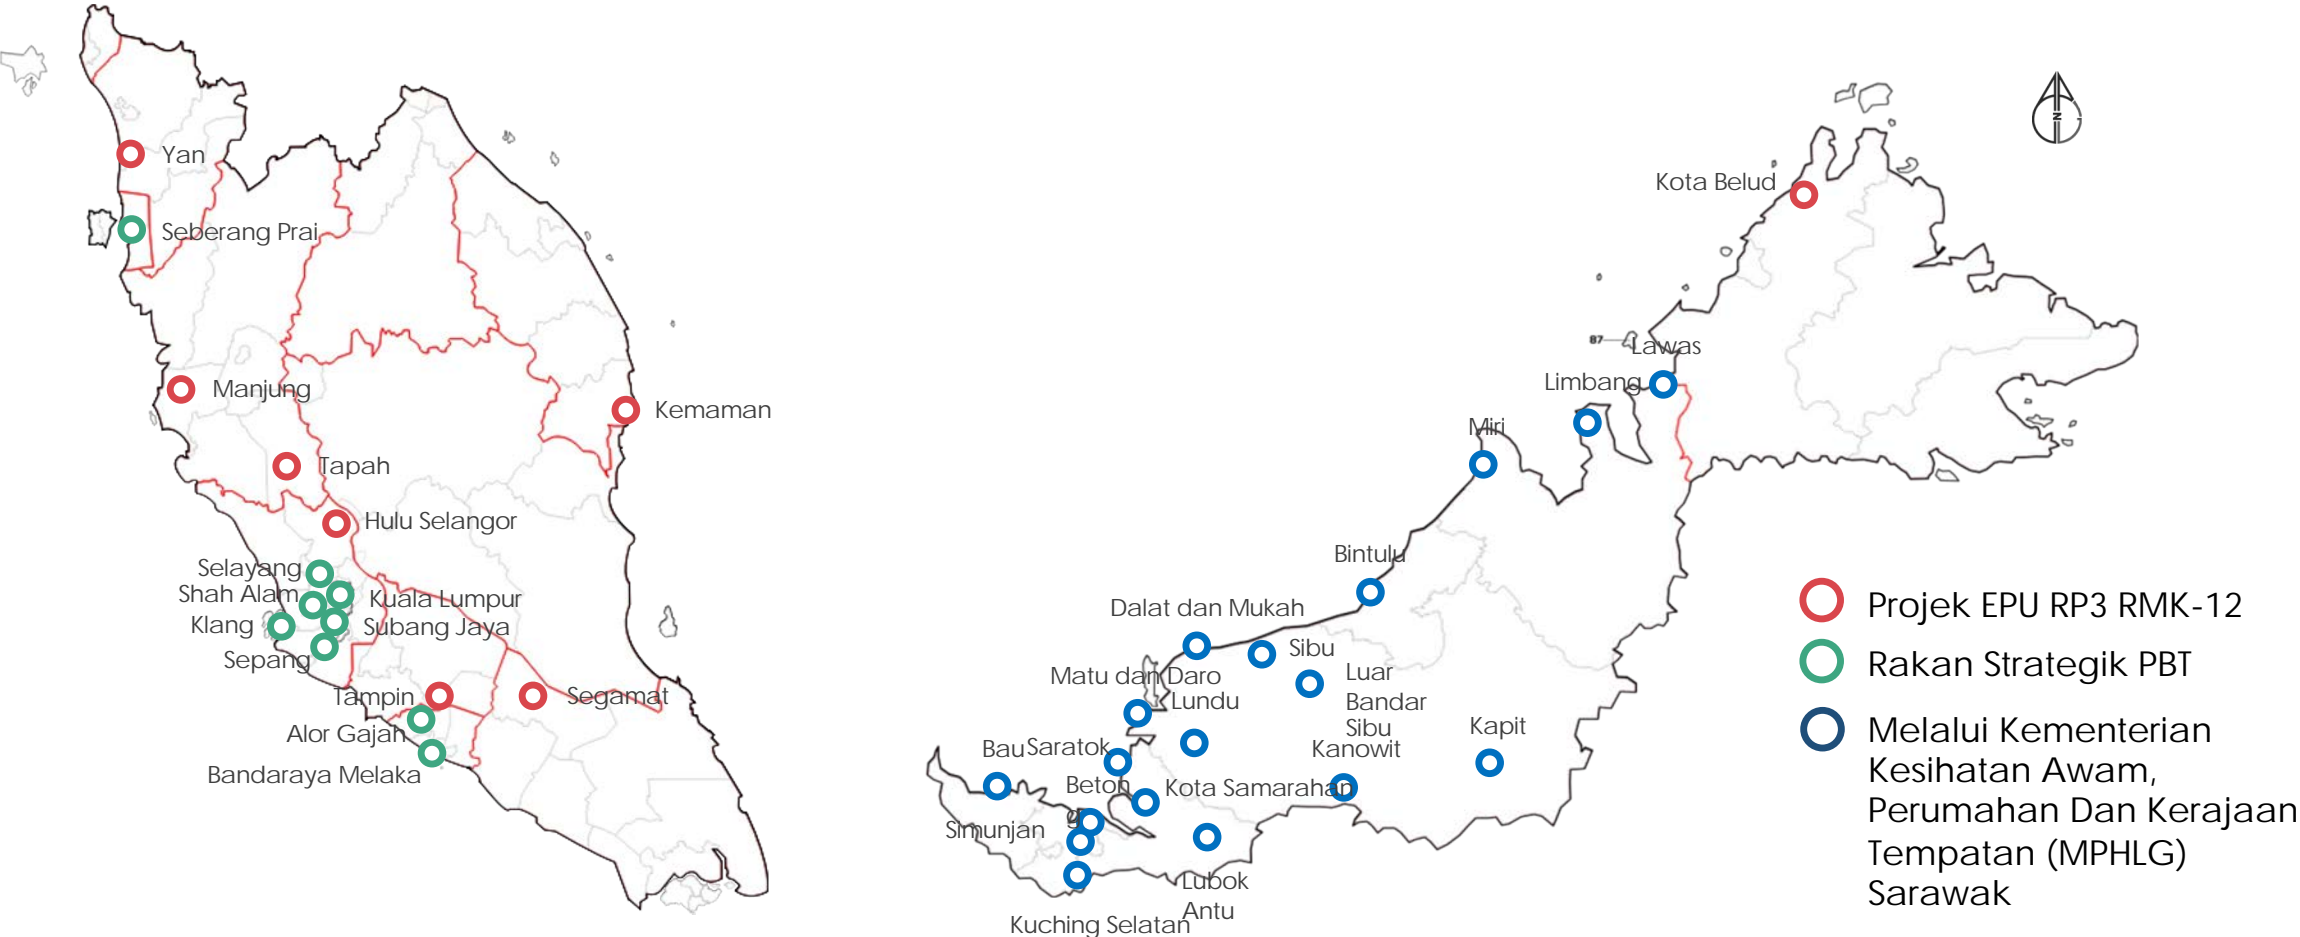 Yan
Seberang Prai
Manjung
Kemaman
Tapah
Hulu Selangor
Selayang
Shah Alam
Kuala Lumpur
Klang
Subang Jaya
Sepang
Tampin
Segamat
Alor Gajah
Bandaraya Melaka
N
Kota Belud
87
Lawas
Limbang
Miri
Bintulu
Dalat dan Mukah
Sibu
Matu dan Daro
Luar
Bandar
Sibu
Lundu
Kapit
Bau
Saratok
Kanowit
Beton
g
Kota Samarahan
Simunjan
Lubok
Antu
Kuching Selatan
Projek EPU RP3 RMK-12
Rakan Strategik PBT
Melalui Kementerian
Kesihatan Awam,
Perumahan Dan Kerajaan
Tempatan (MPHLG)
Sarawak